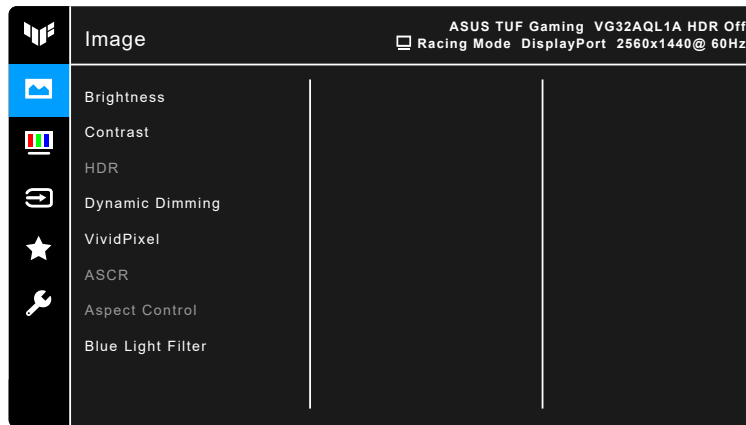 Image
ASUS TUF Gaming VG32AQL1A HDR Off
Racing Mode DisplayPort 2560x1440@ 60Hz
Brightness
Contrast
HDR
Dynamic Dimming
VividPixel
ASCR
Aspect Control
Blue Light Filter